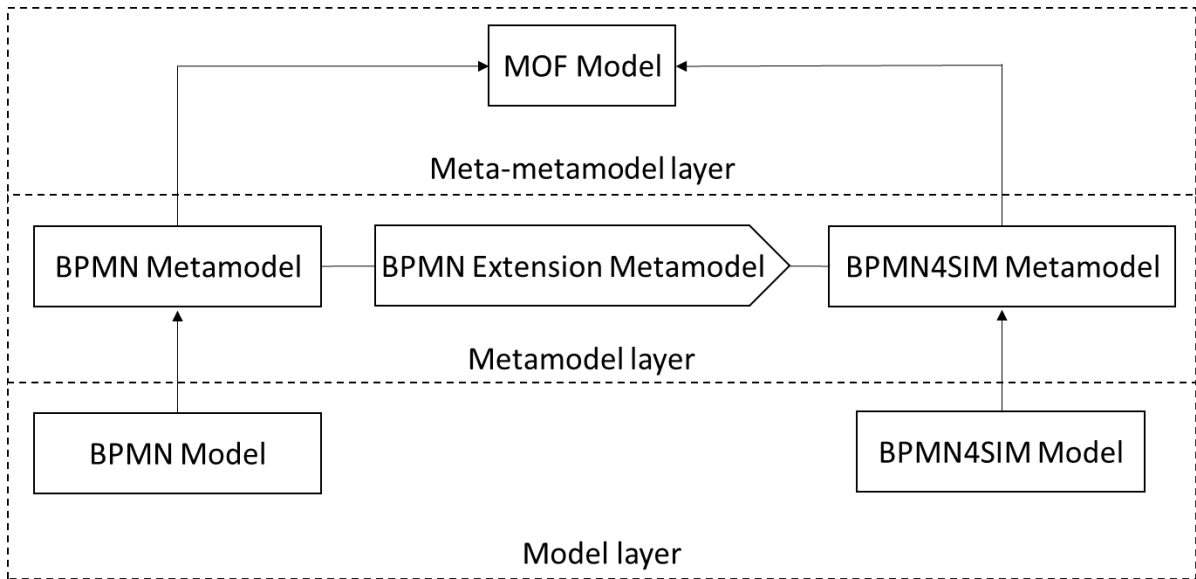 MOF Model
Meta-metamodel layer
BPMN Metamodel
BPMN Extension Metamodel
BPMN4SIM Metamodel
Metamodel layer
BPMN Model
BPMN4SIM Model
Model layer